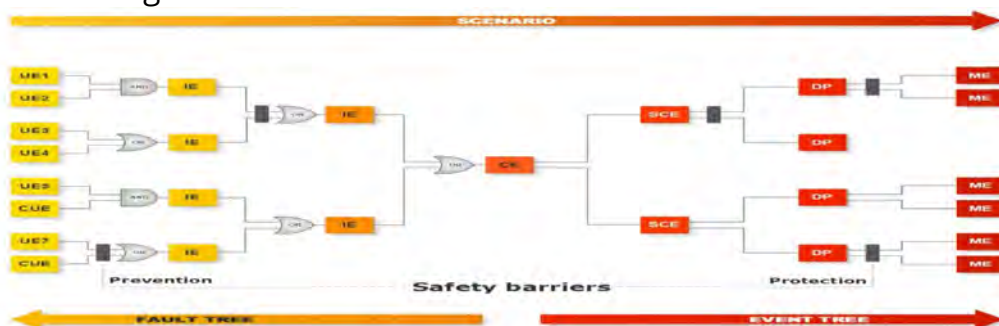 SCENARIO
UE1
UE2
AND
IE
UE3
UE4
OR
IE
OR
IE
UE5
CUE
AND
IE
UE7
CUE
OR
IE
OR
IE
OR
CE
SCE
DP
ME
ME
DP
SCE
DP
ME
ME
DP
ME
ME
Prevention
Safety barriers
Protection
FAULT TREE
EVENT TREE